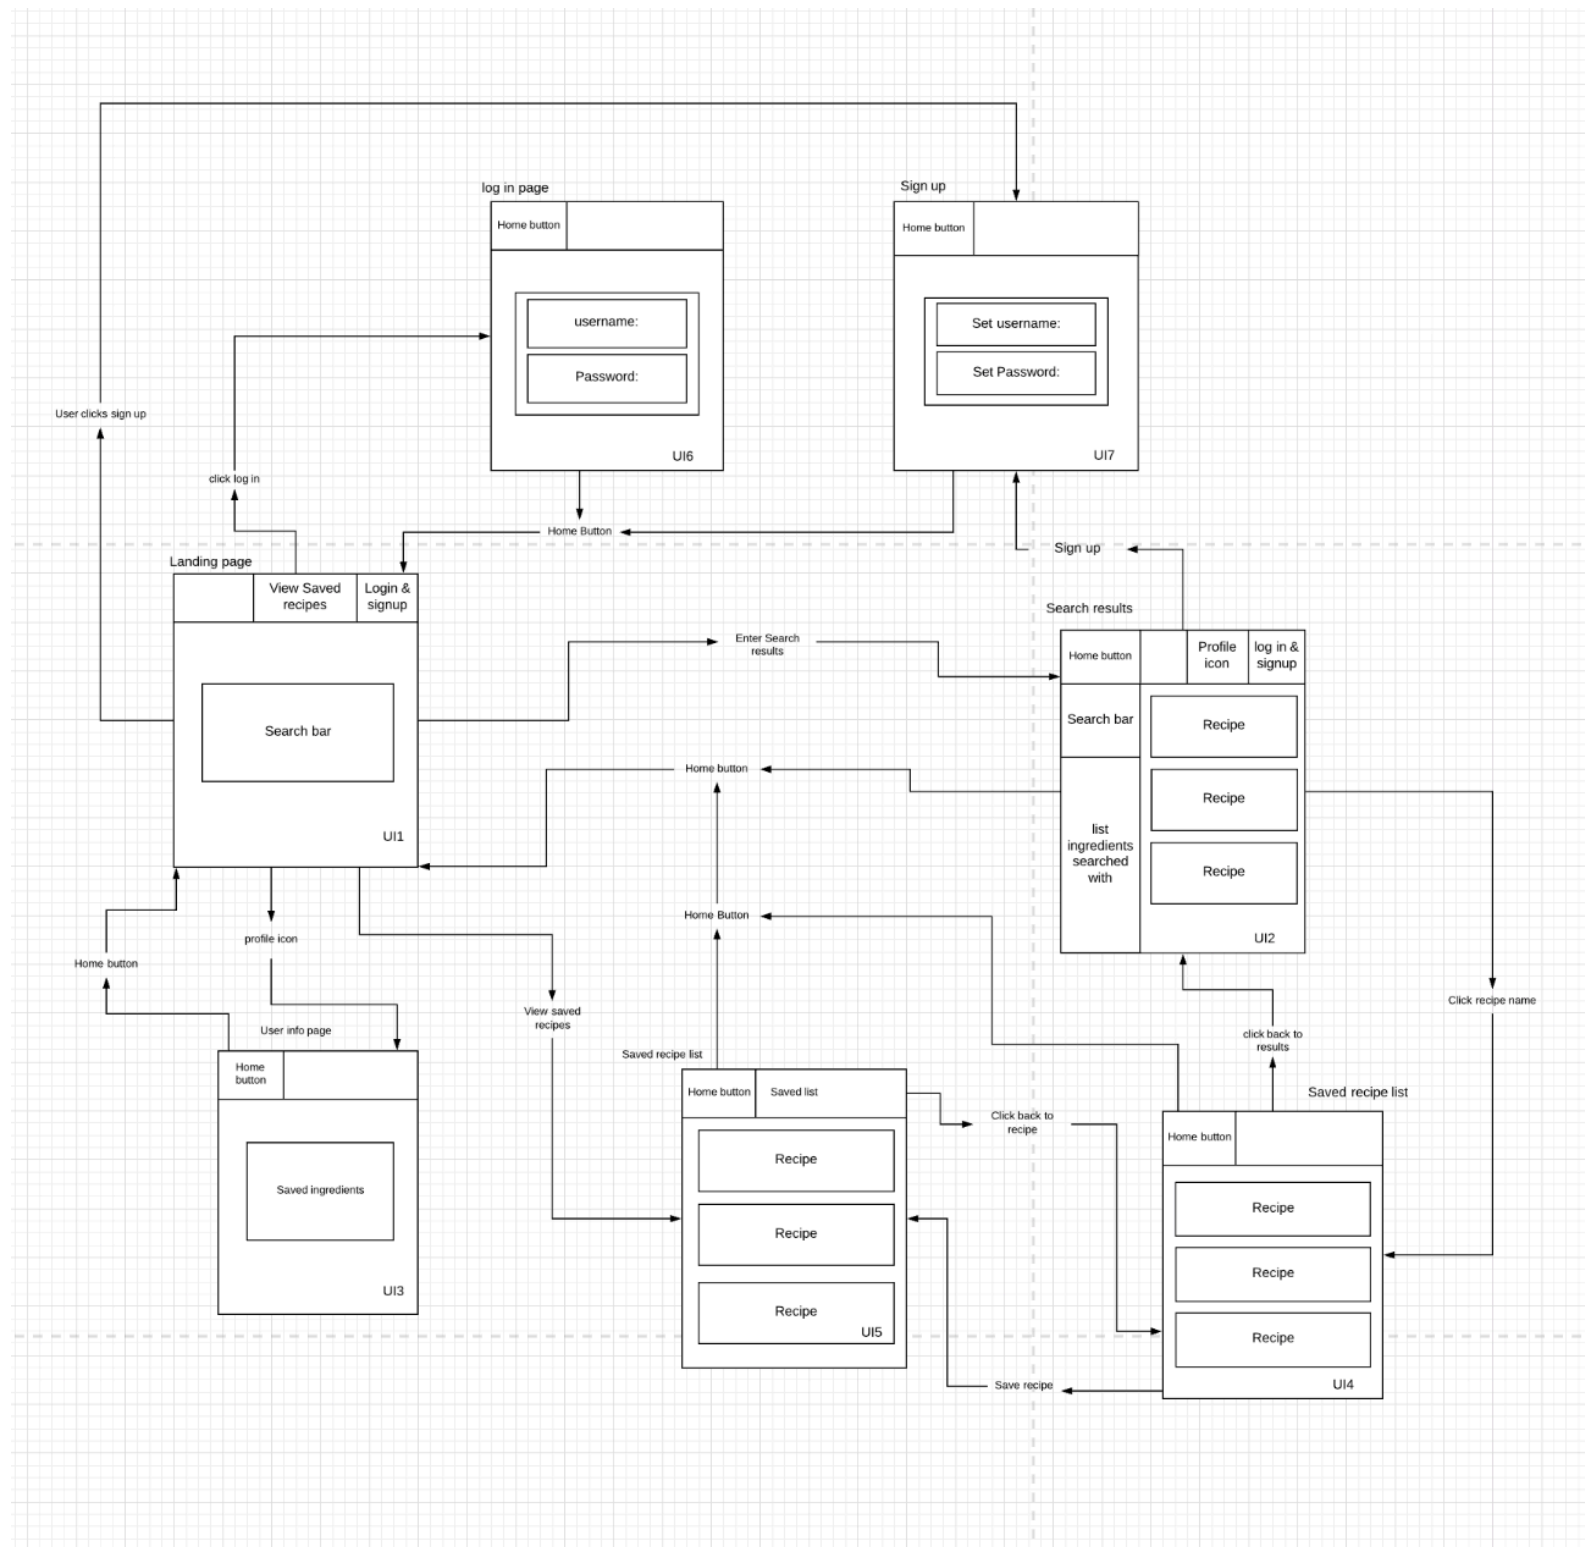 log in page
Sign up
Home button
Home button
username:
Password:
Set username:
Set Password:
UI6
UI7
User clicks sign up
click log in
Home Button
Sign up
Landing page
View Saved
recipes
Login &
signup
Search bar
UI1
Enter Search
results
Search results
Home button
Profile
icon
log in &
signup
Search bar
Recipe
Recipe
Recipe
list
ingredients
searched
with
UI2
Home button
Home Button
profile icon
Home button
View saved
recipes
Click recipe name
click back to
results
User info page
Home
button
Saved ingredients
UI3
Saved recipe list
Home button
Saved list
Recipe
Recipe
Recipe
UI5
Click back to
recipe
Saved recipe list
Home button
Recipe
Recipe
Recipe
UI4
Save recipe